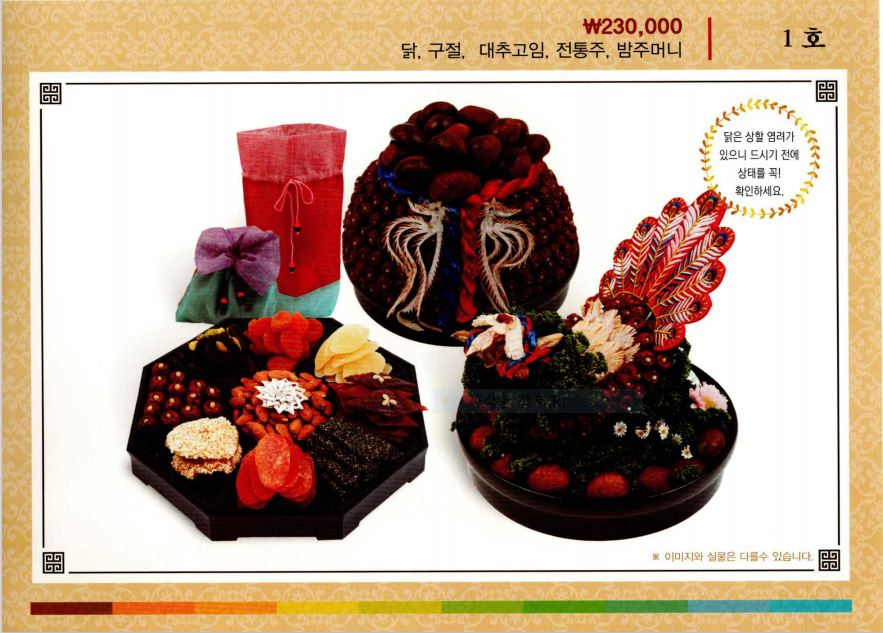 ₩230,000
닭, 구절, 대추고임, 전통주, 밤주머니
1 호
닭은 상할 염려가
있으니 드시기 전에
상태를 꼭!
확인하세요.
※ 이미지와 실물은 다를수 있습니다.